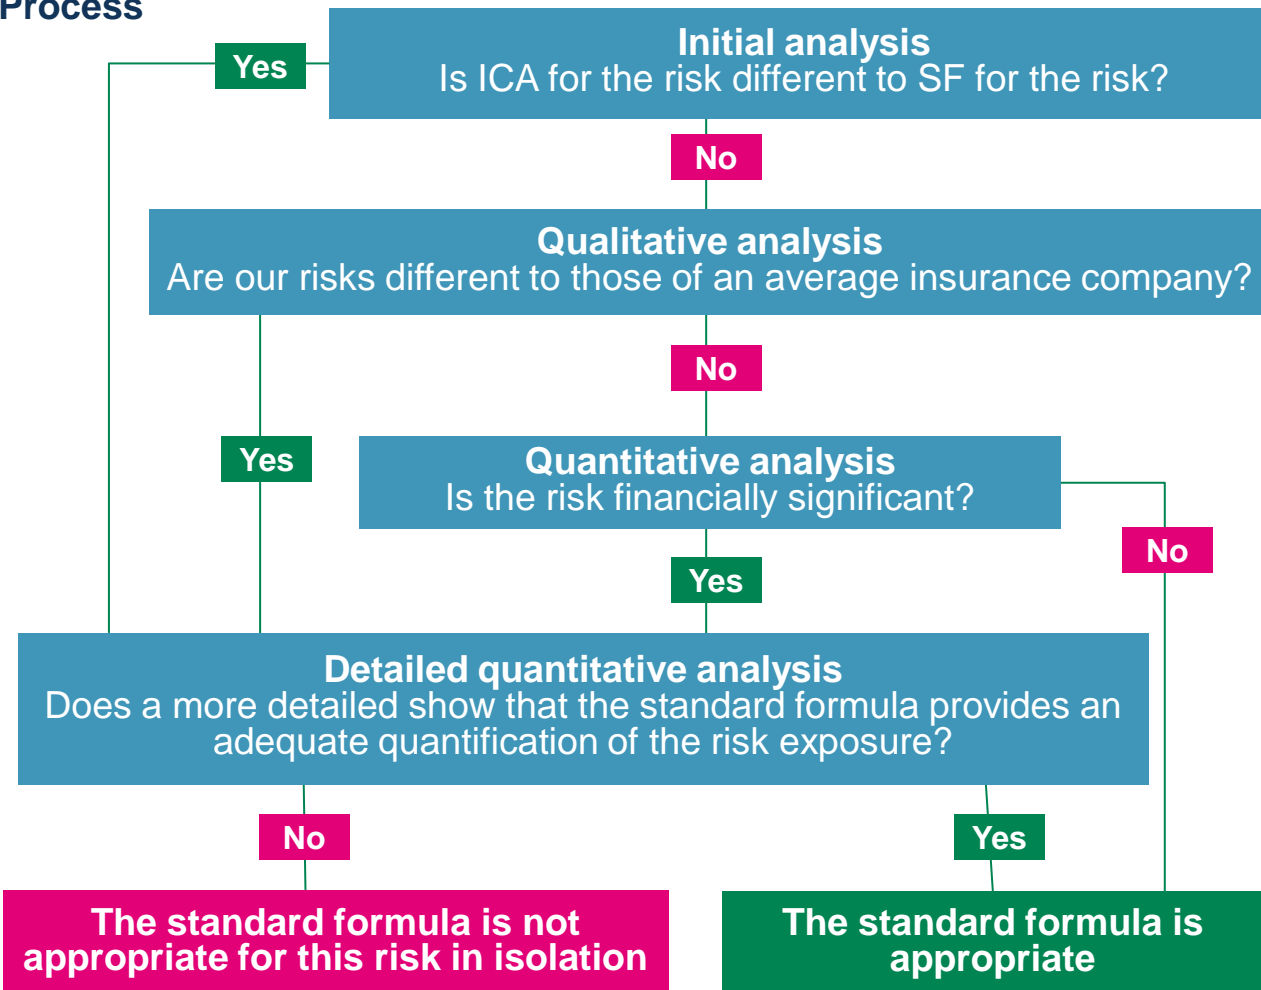 Process
Initial analysis
Is ICA for the risk different to SF for the risk?
Yes
No
Qualitative analysis
Are our risks different to those of an average insurance company?
No
Yes
Quantitative analysis
Is the risk financially significant?
No
Yes
Detailed quantitative analysis
Does a more detailed show that the standard formula provides an
adequate quantification of the risk exposure?
No
Yes
The standard formula is not
appropriate for this risk in isolation
The standard formula is
appropriate